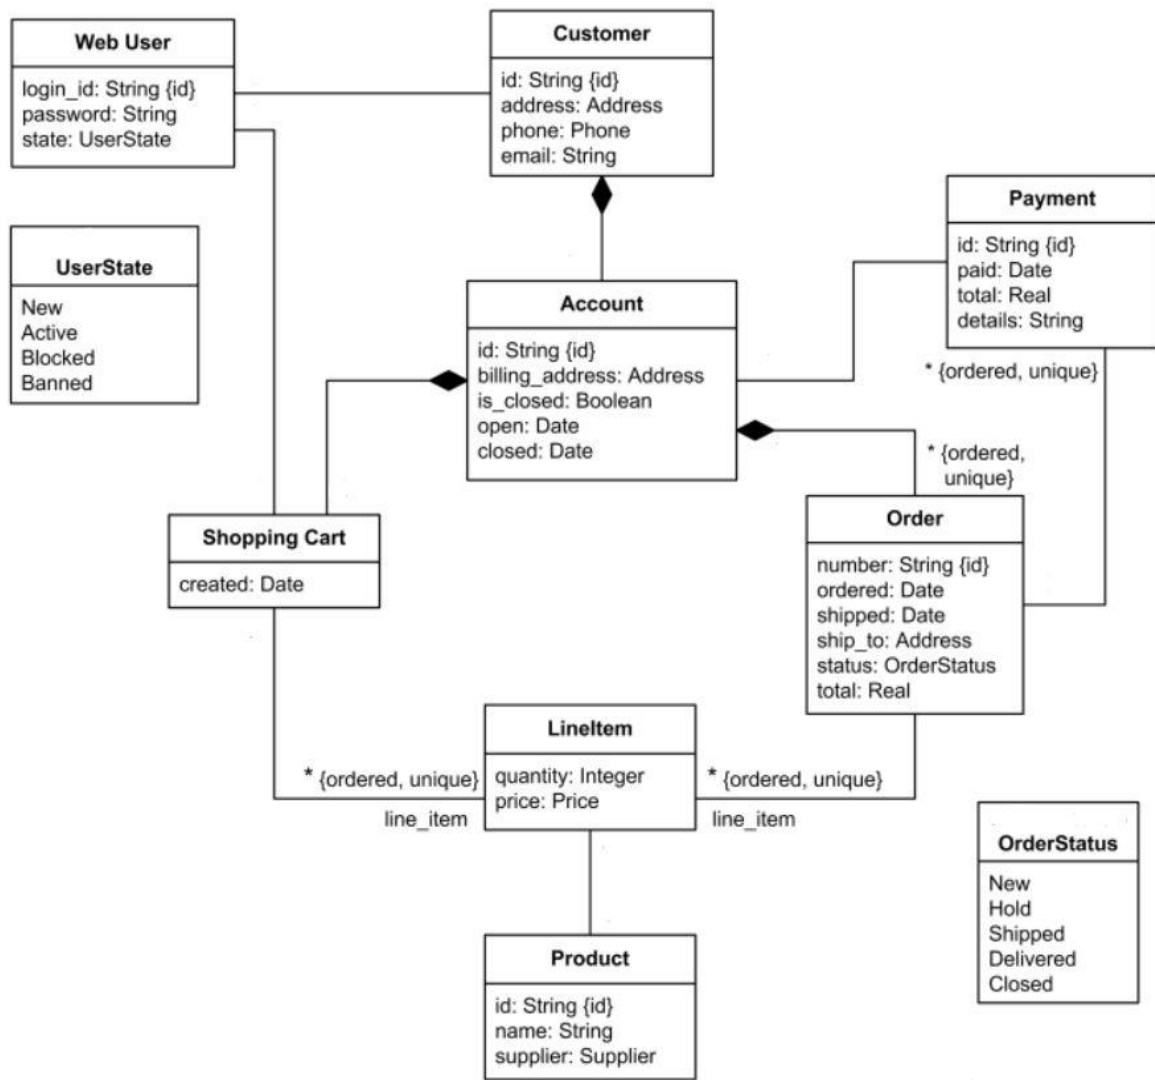 Web User
login_id: String {id}
password: String
state: UserState
Customer
id: String {id}
address: Address
phone: Phone
email: String
Payment
id: String {id}
paid: Date
total: Real
details: String
UserState
New
Active
Blocked
Banned
Account
id: String {id}
billing_address: Address
is_closed: Boolean
open: Date
closed: Date
* {ordered, unique}
* {ordered,
unique}
Order
number: String {id}
ordered: Date
shipped: Date
ship_to: Address
status: OrderStatus
total: Real
Shopping Cart
created: Date
LineItem
quantity: Integer
price: Price
* {ordered, unique}
line_item
* {ordered, unique}
line_item
OrderStatus
New
Hold
Shipped
Delivered
Closed
Product
id: String {id}
name: String
supplier: Supplier